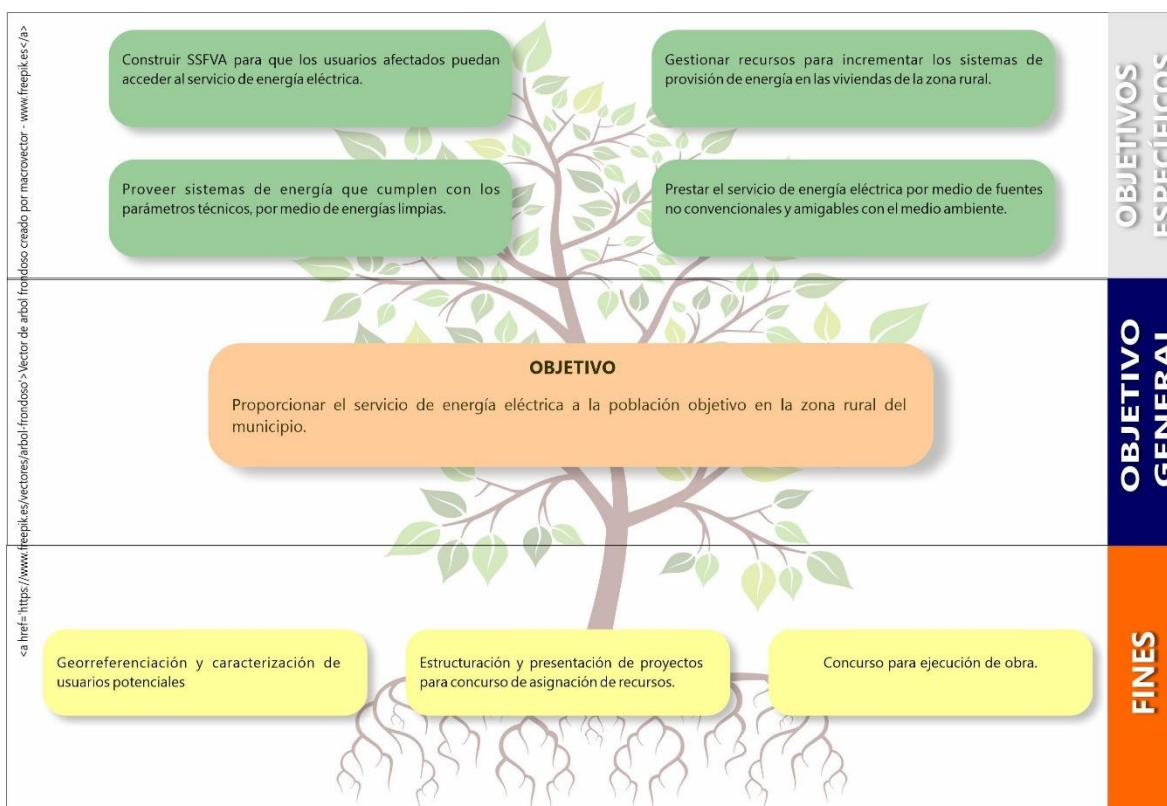 Construir SSFVA para que los usuarios afectados puedan
acceder al servicio de energía eléctrica.
Gestionar recursos para incrementar los sistemas de
provisión de energía en las viviendas de la zona rural.
Proveer sistemas de energía que cumplen con los
parámetros técnicos, por medio de energías limpias.
Prestar el servicio de energía eléctrica por medio de fuentes
no convencionales y amigables con el medio ambiente.
OBJETIVOS
ESPECÍFICOS
OBJETIVO
Proporcionar el servicio de energía eléctrica a la población objetivo en la zona rural del
municipio.
OBJETIVO
GENERAL
Georreferenciación y caracterización de
usuarios potenciales
Estructuración y presentación de proyectos
para concurso de asignación de recursos.
Concurso para ejecución de obra.
FINES
<a href='https://www.freepik.es/vectores/arbol-frondoso'>Vector de arbol frondoso creado por macrovector - www.freepik.es</a>